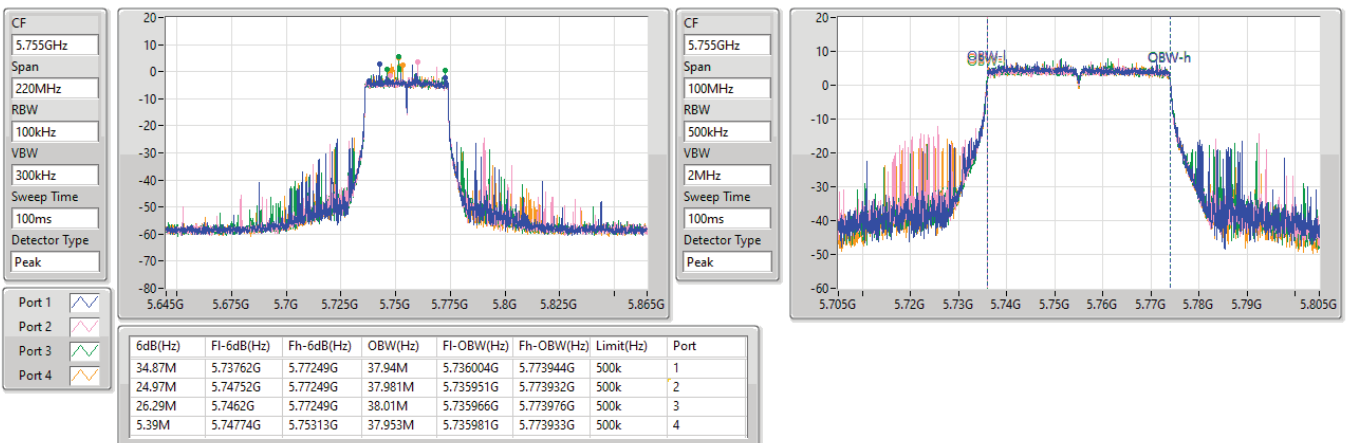 CF
5.755GHz
Span
220MHz
RBW
100kHz
VBW
300kHz
Sweep Time
100ms
Detector Type
Peak
20
10
0
-10
-20
-30
-40
-50
-60
-70
-80
5.645G 5.675G 5.7G 5.725G 5.75G 5.775G 5.8G 5.825G 5.865G
CF
5.755GHz
Span
100MHz
RBW
500kHz
VBW
2MHz
Sweep Time
100ms
Detector Type
Peak
20
10
0
-10
-20
-30
-40
-50
-60
OBW-l OBW-h
5.705G 5.72G 5.73G 5.74G 5.75G 5.76G 5.77G 5.78G 5.79G 5.805G
Port 1
Port 2
Port 3
Port 4
6dB(Hz) Fl-6dB(Hz) Fh-6dB(Hz) OBW(Hz) Fl-OBW(Hz) Fh-OBW(Hz) Limit(Hz) Port
34.87M 5.73762G 5.77249G 37.94M 5.736004G 5.773944G 500k 1
24.97M 5.74752G 5.77249G 37.981M 5.735951G 5.773932G 500k 2
26.29M 5.7462G 5.77249G 38.01M 5.735966G 5.773976G 500k 3
5.39M 5.74774G 5.75313G 37.953M 5.735981G 5.773933G 500k 4